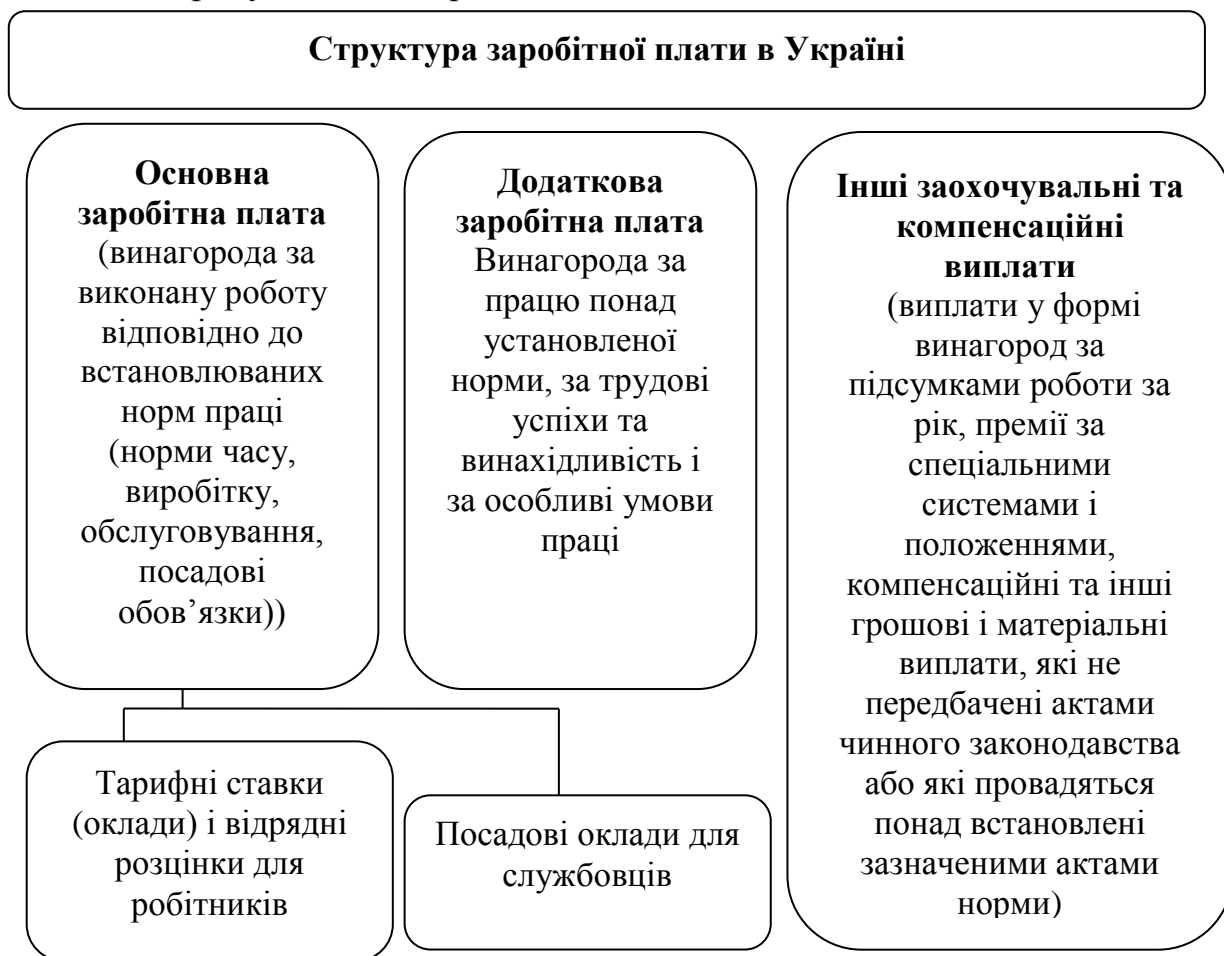 Структура заробітної плати в Україні
Основна
заробітна плата
(винагорода за
виконану роботу
відповідно до
встановлюваних
норм праці
(норми часу,
виробітку,
обслуговування,
посадові
обов’язки))
Додаткова
заробітна плата
Винагорода за
працю понад
установленої
норми, за трудові
успіхи та
винахідливість і
за особливі умови
праці
Інші заохочувальні та
компенсаційні
виплати
(виплати у формі
винагород за
підсумками роботи за
рік, премії за
спеціальними
системами і
положеннями,
компенсаційні та інші
грошові і матеріальні
виплати, які не
передбачені актами
чинного законодавства
або які провадяться
понад встановлені
зазначеними актами
норми)
Тарифні ставки
(оклади) і відрядні
розцінки для
робітників
Посадові оклади для
службовців